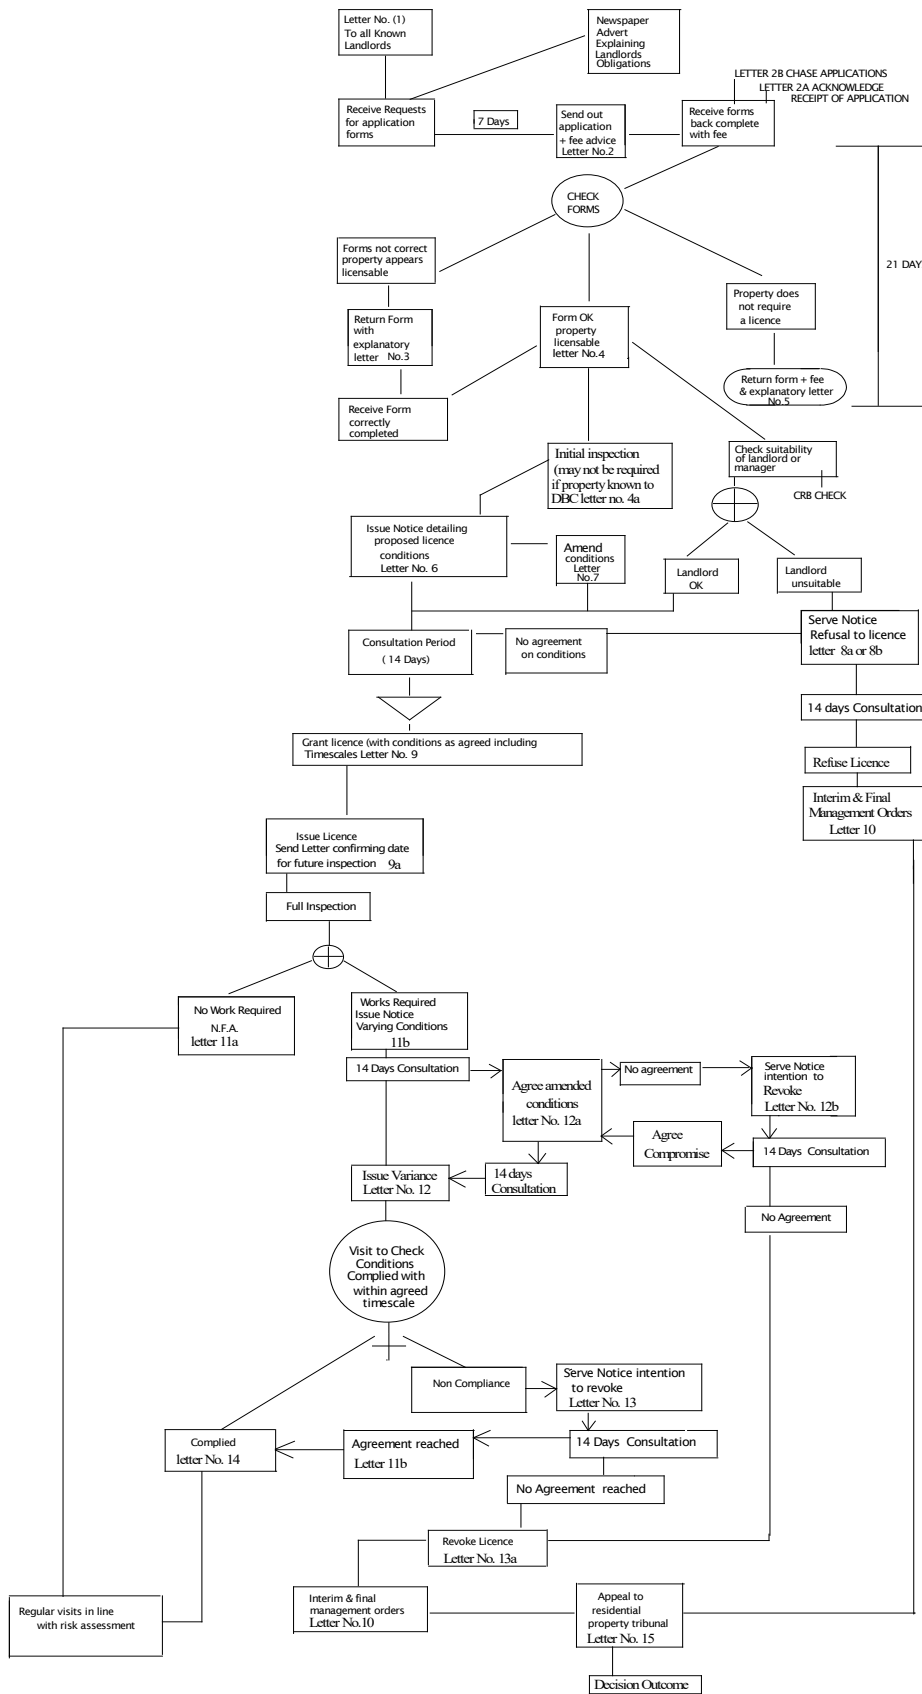 Letter No. (1)
To all Known
Landlords
Newspaper
Advert
Explaining
Landlords
Obligations
LETTER 2B CHASE APPLICATIONS
LETTER 2A ACKNOWLEDGE
RECEIPT OF APPLICATION
Receive Requests
for application
forms
7 Days
Send out
application
+ fee advice
Letter No.2
Receive forms
back complete
with fee
CHECK
FORMS
21 DAY
Forms not correct
property appears
licensable
Return Form
with
explanatory
letter No.3
Receive Form
correctly
completed
Form OK
property
licensable
letter No.4
Property does
not require
a licence
Return form + fee
& explanatory letter
No.5
Initial inspection
(may not be required
if property known to
DBC letter no. 4a
Check suitability
of landlord or
manager
CRB CHECK
Issue Notice detailing
proposed licence
conditions
Letter No. 6
Amend
conditions
Letter
No.7
Landlord
OK
Landlord
unsuitable
Consultation Period
( 14 Days)
No agreement
on conditions
Serve Notice
Refusal to licence
letter 8a or 8b
14 days Consultation
Refuse Licence
Interim & Final
Management Orders
Letter 10
Grant licence (with conditions as agreed including
Timescales Letter No. 9
Issue Licence
Send Letter confirming date
for future inspection 9a
Full Inspection
No Work Required
N.F.A.
letter 11a
Works Required
Issue Notice
Varying Conditions
11b
14 Days Consultation
Agree amended
conditions
letter No. 12a
No agreement
Serve Notice
intention to
Revoke
Letter No. 12b
Agree
Compromise
14 Days Consultation
Issue Variance
Letter No. 12
14 days
Consultation
No Agreement
Visit to Check
Conditions
Complied with
within agreed
timescale
Non Compliance
Serve Notice intention
to revoke
Letter No. 13
Complied
letter No. 14
Agreement reached
Letter 11b
14 Days Consultation
No Agreement reached
Revoke Licence
Letter No. 13a
Regular visits in line
with risk assessment
Interim & final
management orders
Letter No.10
Appeal to
residential
property tribunal
Letter No. 15
Decision Outcome